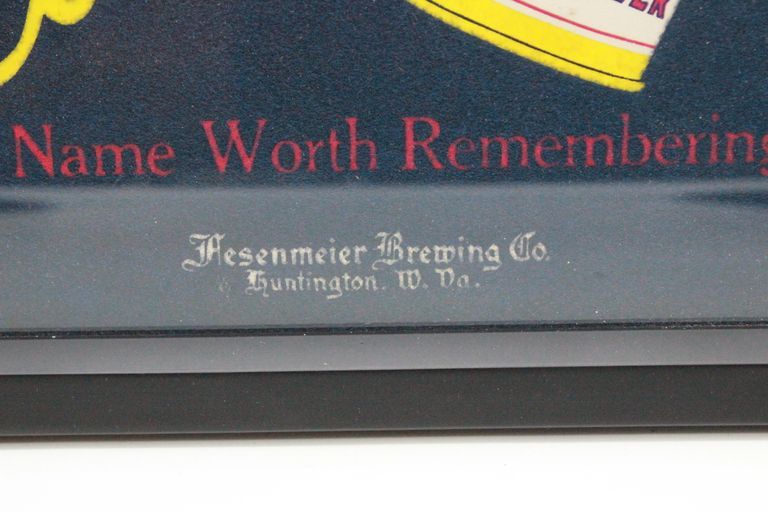 Name Worth Remembering
Fesenmeier Brewing Co.
Huntington. W. Va.